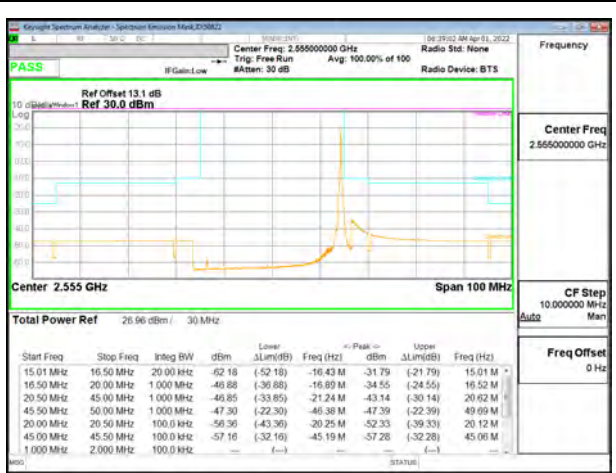 Keysight Spectrum Analyzer - Spectrum Emission Mask
06:39:02 AM Apr 01, 2022
Center Freq: 2.555000000 GHz
Radio Std: None
Frequency
PASS
Trig: Free Run
Avg: 100.00% of 100
IFGain:Low
#Atten: 30 dB
Radio Device: BTS
Ref Offset 13.1 dB
10 dB/div
Ref 30.0 dBm
Log
Center Freq
2.555000000 GHz
Center 2.555 GHz
Span 100 MHz
CF Step
10.000000 MHz
Auto Man
Total Power Ref 26.96 dBm / 30 MHz
Lower <- Peak -> Upper
Start Freq Stop Freq Integ BW dBm ΔLim(dB) Freq (Hz) dBm ΔLim(dB) Freq (Hz)
Freq Offset
0 Hz
15.01 MHz 16.50 MHz 20.00 kHz -62.18 (-52.18) -16.43 M -31.79 (-21.79) 15.01 M
16.50 MHz 20.00 MHz 1.000 MHz -46.88 (-36.88) -16.89 M -34.55 (-24.55) 16.52 M
20.50 MHz 45.00 MHz 1.000 MHz -46.85 (-33.85) -21.24 M -43.14 (-30.14) 20.62 M
45.50 MHz 50.00 MHz 1.000 MHz -47.30 (-22.30) -46.38 M -47.39 (-22.39) 49.69 M
20.00 MHz 20.50 MHz 100.0 kHz -56.36 (-43.36) -20.25 M -52.33 (-39.33) 20.12 M
45.00 MHz 45.50 MHz 100.0 kHz -57.16 (-32.16) -45.19 M -57.28 (-32.28) 45.06 M
1.000 MHz 2.000 MHz 100.0 kHz --- (---) --- (---)
MSG
STATUS